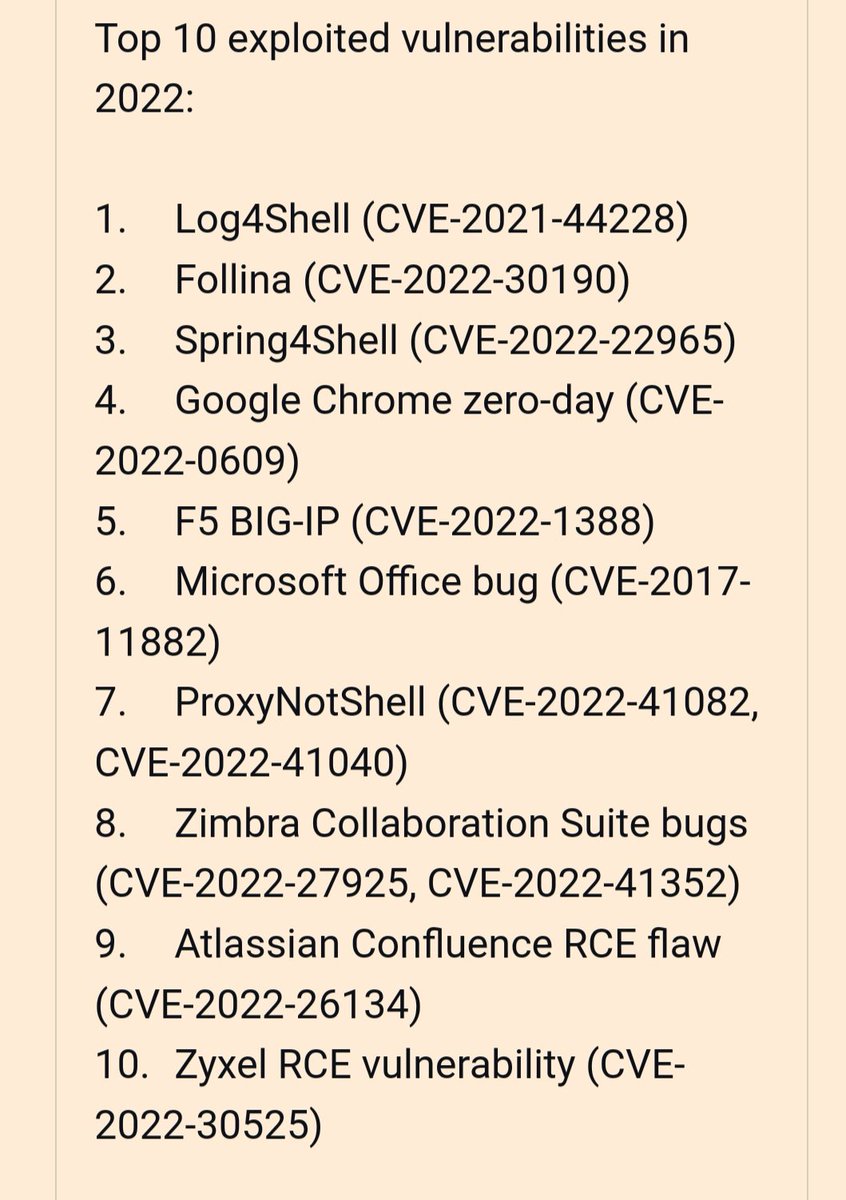 Top 10 exploited vulnerabilities in
2022:
1. Log4Shell (CVE-2021-44228)
2. Follina (CVE-2022-30190)
3. Spring4Shell (CVE-2022-22965)
4. Google Chrome zero-day (CVE-
2022-0609)
5. F5 BIG-IP (CVE-2022-1388)
6. Microsoft Office bug (CVE-2017-
11882)
7. ProxyNotShell (CVE-2022-41082,
CVE-2022-41040)
8. Zimbra Collaboration Suite bugs
(CVE-2022-27925, CVE-2022-41352)
9. Atlassian Confluence RCE flaw
(CVE-2022-26134)
10. Zyxel RCE vulnerability (CVE-
2022-30525)